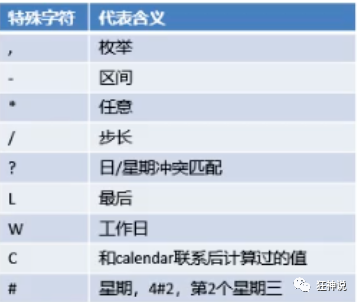 特殊字符 代表含义
, 枚举
- 区间
* 任意
/ 步长
? 日/星期冲突匹配
L 最后
W 工作日
C 和calendar联系后计算过的值
# 星期，4#2，第2个星期三
狂神说